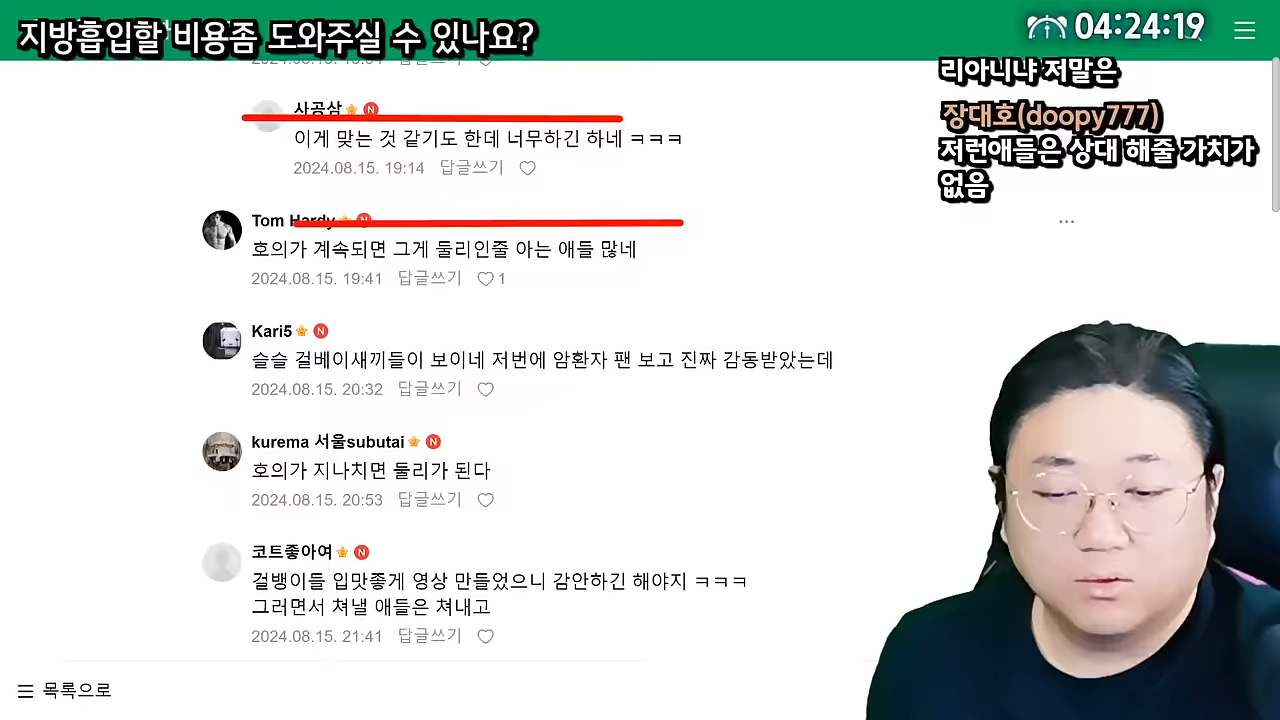 지방흡입할 비용좀 도와주실 수 있나요?
04:24:19
리아니냐 저말은
장대호(doopy777)
저런애들은 상대 해줄 가치가
없음
사공삼
이게 맞는 것 같기도 한데 너무하긴 하네 ㅋㅋㅋ
2024.08.15. 19:14 답글쓰기
Tom Hardy
호의가 계속되면 그게 둘리인줄 아는 애들 많네
2024.08.15. 19:41 답글쓰기 1
Kari5
슬슬 걸베이새끼들이 보이네 저번에 암환자 팬 보고 진짜 감동받았는데
2024.08.15. 20:32 답글쓰기
kurema 서울subutai
호의가 지나치면 둘리가 된다
2024.08.15. 20:53 답글쓰기
코트좋아여
걸뱅이들 입맛좋게 영상 만들었으니 감안하긴 해야지 ㅋㅋㅋ
그러면서 쳐낼 애들은 쳐내고
2024.08.15. 21:41 답글쓰기
목록으로